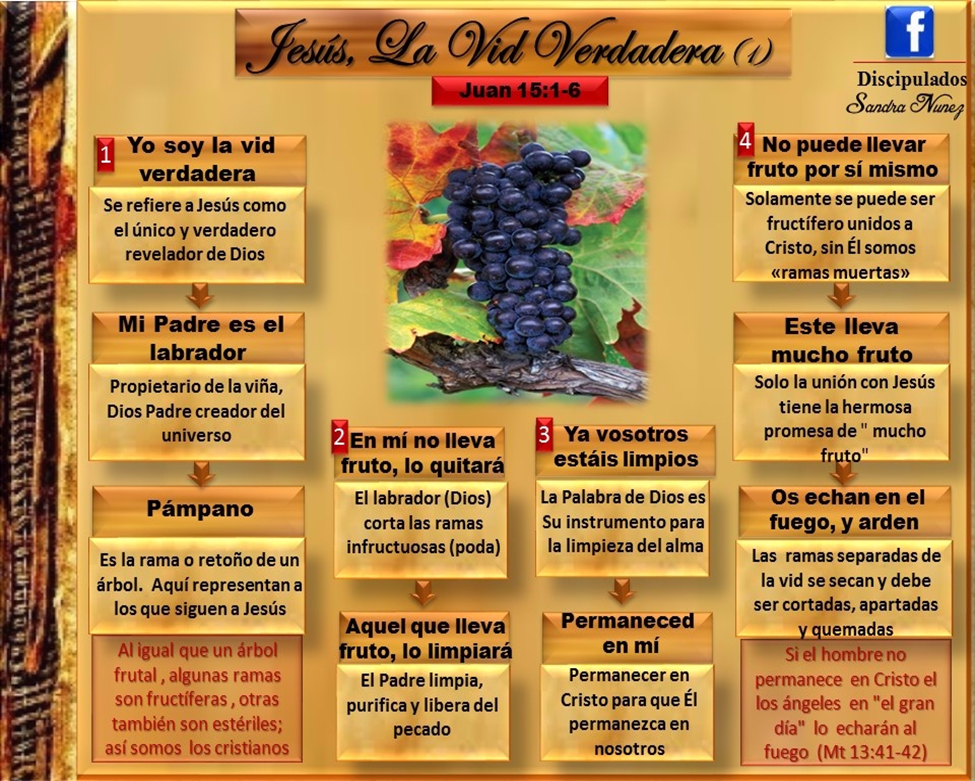 Jesús, La Vid Verdadera (1)
Juan 15:1-6
f
Discipulados
Sandra Nunez
1
Yo soy la vid
verdadera
Se refiere a Jesús como
el único y verdadero
revelador de Dios
Mi Padre es el
labrador
Propietario de la viña,
Dios Padre creador del
universo
Pámpano
Es la rama o retoño de un
árbol. Aquí representan a
los que siguen a Jesús
Al igual que un árbol
frutal , algunas ramas
son fructíferas , otras
también son estériles;
así somos los cristianos
2
En mí no lleva
fruto, lo quitará
El labrador (Dios)
corta las ramas
infructuosas (poda)
Aquel que lleva
fruto, lo limpiará
El Padre limpia,
purifica y libera del
pecado
3
Ya vosotros
estáis limpios
La Palabra de Dios es
Su instrumento para
la limpieza del alma
Permaneced
en mí
Permanecer en
Cristo para que Él
permanezca en
nosotros
4
No puede llevar
fruto por sí mismo
Solamente se puede ser
fructífero unidos a
Cristo, sin Él somos
«ramas muertas»
Este lleva
mucho fruto
Solo la unión con Jesús
tiene la hermosa
promesa de " mucho
fruto"
Os echan en el
fuego, y arden
Las ramas separadas de
la vid se secan y debe
ser cortadas, apartadas
y quemadas
Si el hombre no
permanece en Cristo el
los ángeles en "el gran
día" lo echarán al
fuego (Mt 13:41-42)